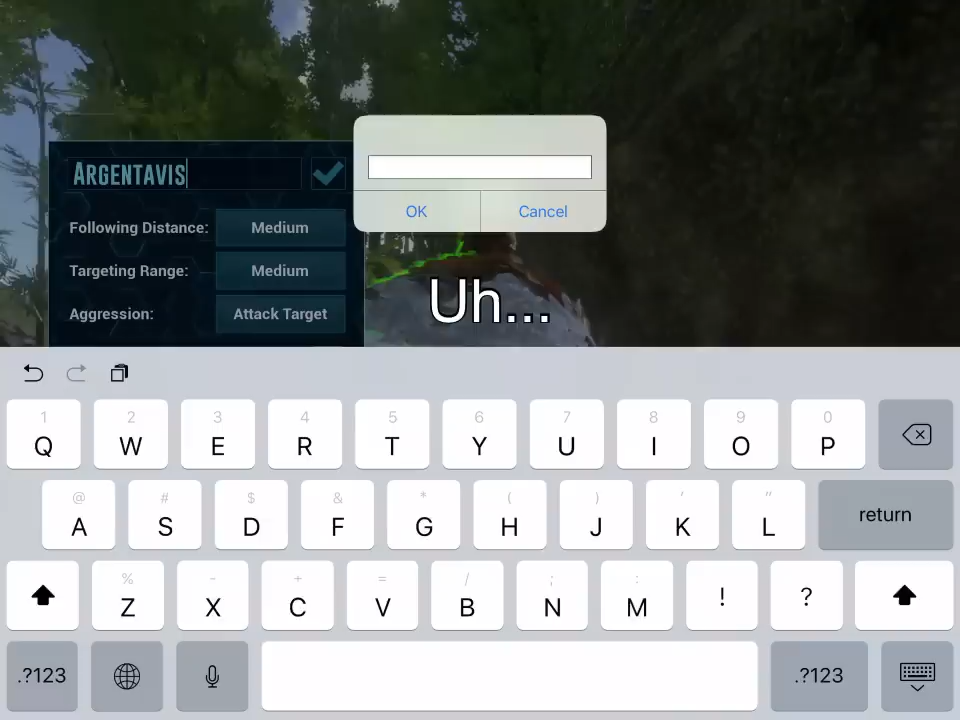 ARGENTAVIS
Following Distance: Medium
Targeting Range: Medium
Aggression: Attack Target
OK Cancel
Uh...
1 2 3 4 5 6 7 8 9 0
Q W E R T Y U I O P
@ # $ & * ( ) ' "
A S D F G H J K L return
% - + = / ; :
Z X C V B N M ! ?
.?123 .?123